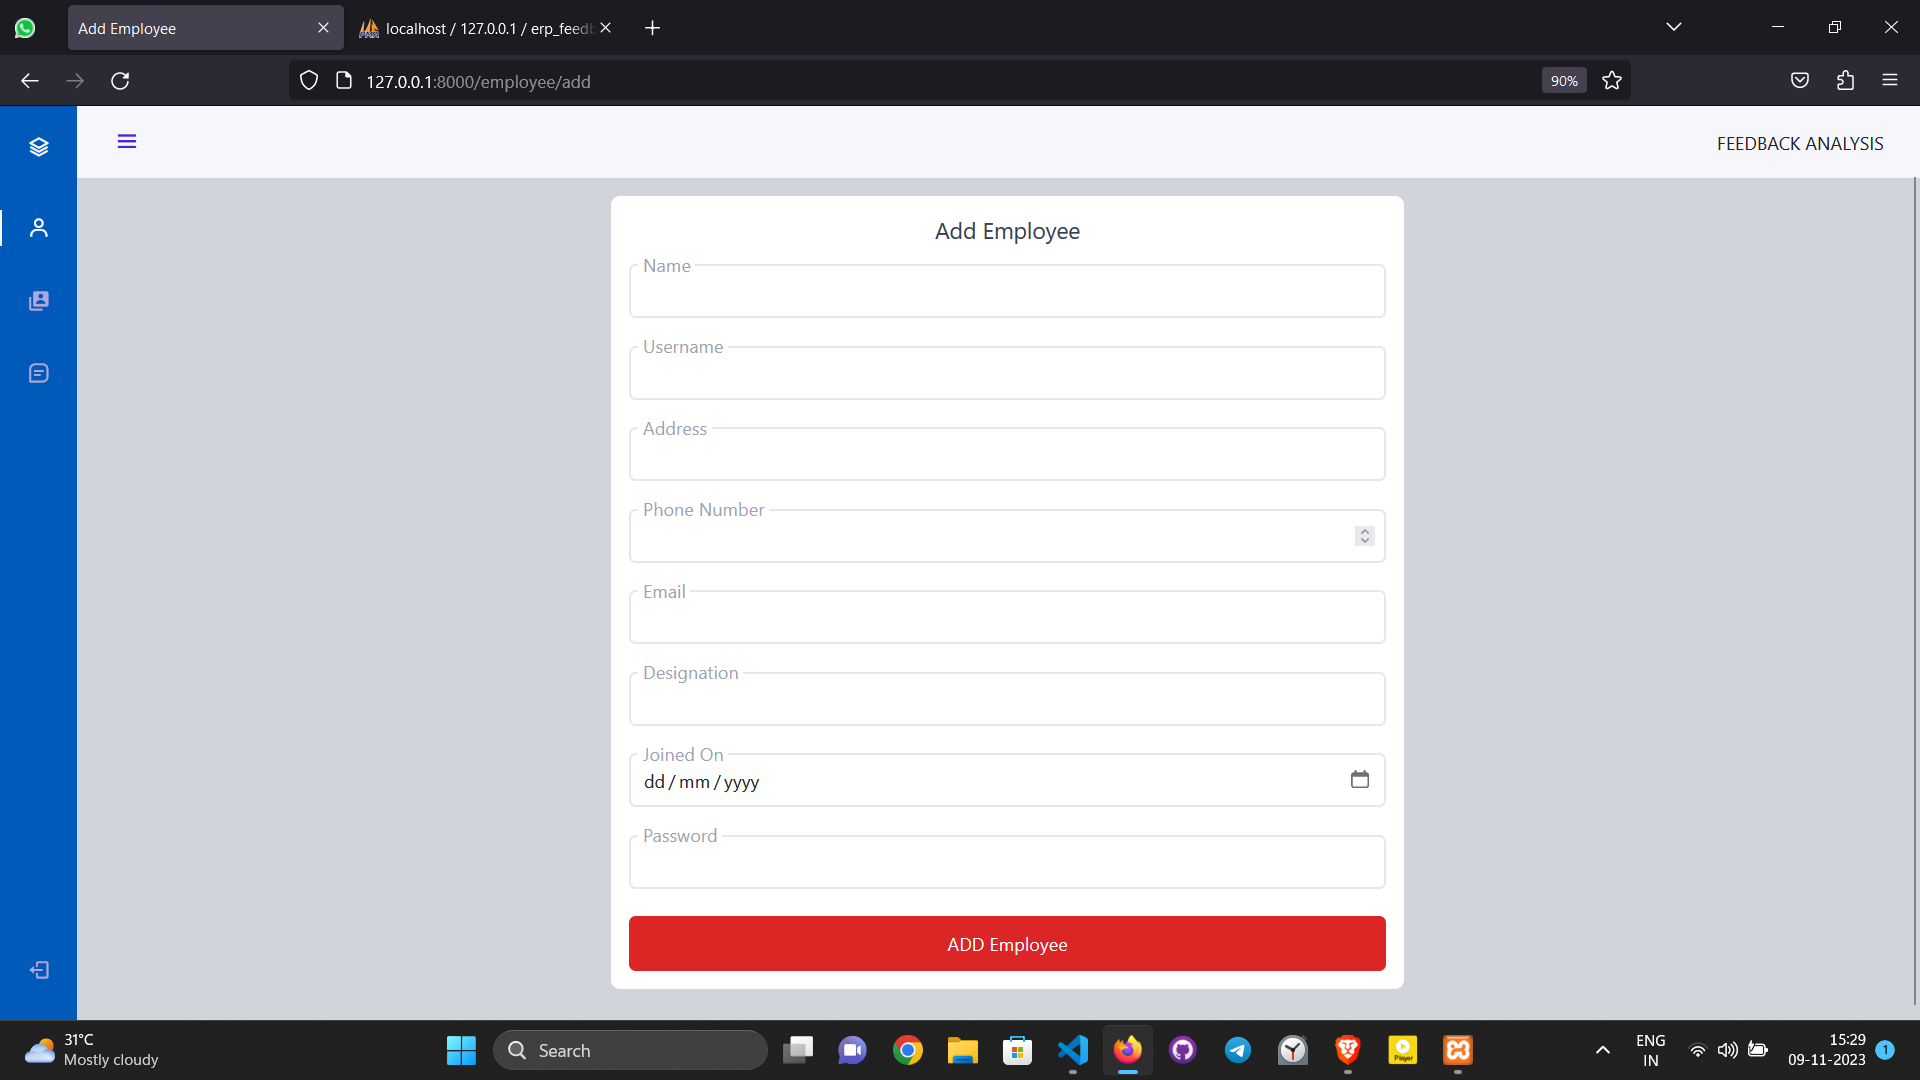 Add Employee
localhost / 127.0.0.1 / erp_feedb
127.0.0.1:8000/employee/add
90%
FEEDBACK ANALYSIS
Add Employee
Name
Username
Address
Phone Number
Email
Designation
Joined On
dd/mm/yyyy
Password
ADD Employee
31°C
Mostly cloudy
Search
Player
ENG
IN
15:29
09-11-2023
1